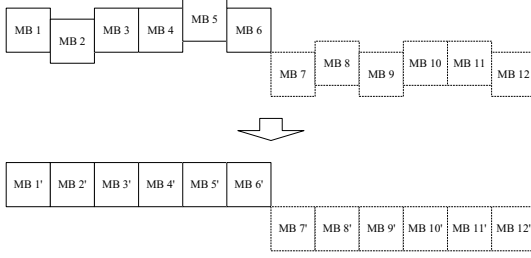 MB 1 MB 2 MB 3 MB 4 MB 5 MB 6
MB 7 MB 8 MB 9 MB 10 MB 11 MB 12
MB 1' MB 2' MB 3' MB 4' MB 5' MB 6'
MB 7' MB 8' MB 9' MB 10' MB 11' MB 12'